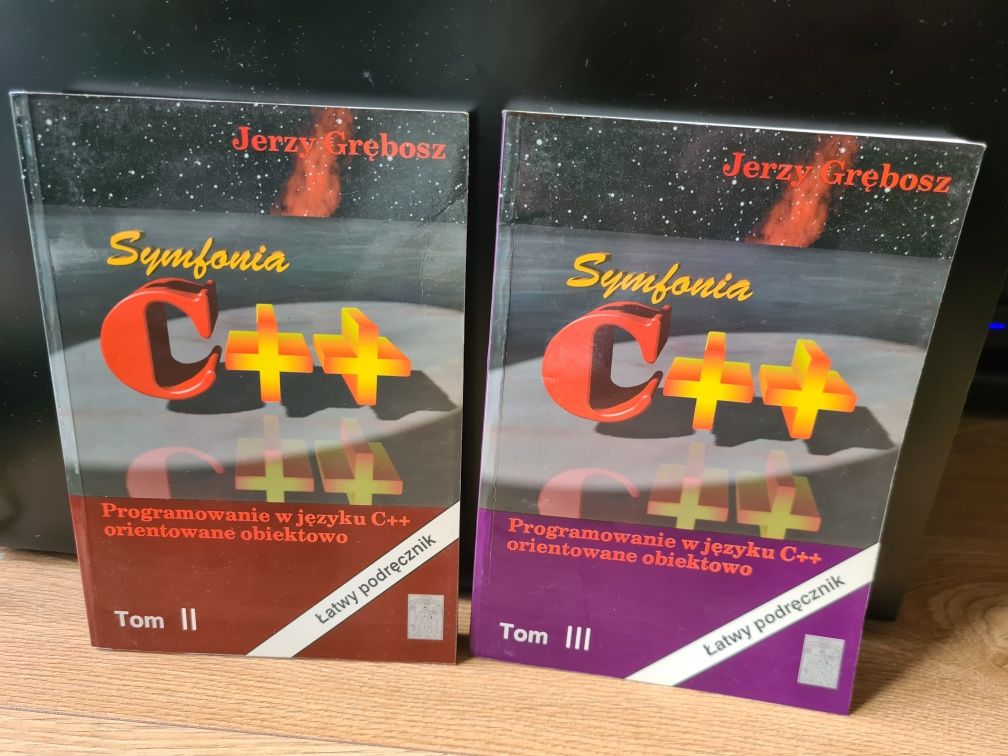 Jerzy Grębosz
Symfonia
C++
Programowanie w języku C++
orientowane obiektowo
Tom II
Łatwy podręcznik
Jerzy Grębosz
Symfonia
C++
Programowanie w języku C++
orientowane obiektowo
Tom III
Łatwy podręcznik